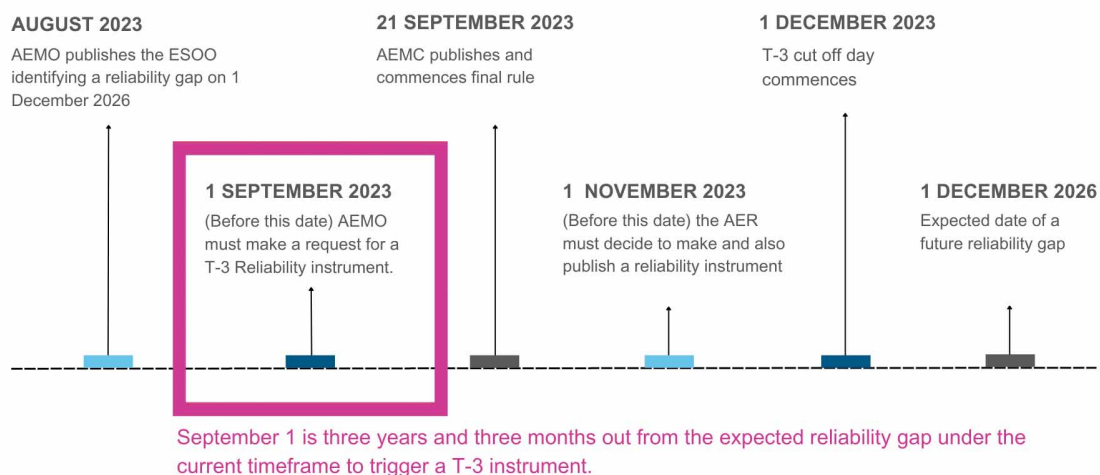 AUGUST 2023
AEMO publishes the ESOO
identifying a reliability gap on 1
December 2026
21 SEPTEMBER 2023
AEMC publishes and
commences final rule
1 DECEMBER 2023
T-3 cut off day
commences
1 SEPTEMBER 2023
(Before this date) AEMO
must make a request for a
T-3 Reliability instrument.
1 NOVEMBER 2023
(Before this date) the AER
must decide to make and also
publish a reliability instrument
1 DECEMBER 2026
Expected date of a
future reliability gap
September 1 is three years and three months out from the expected reliability gap under the
current timeframe to trigger a T-3 instrument.